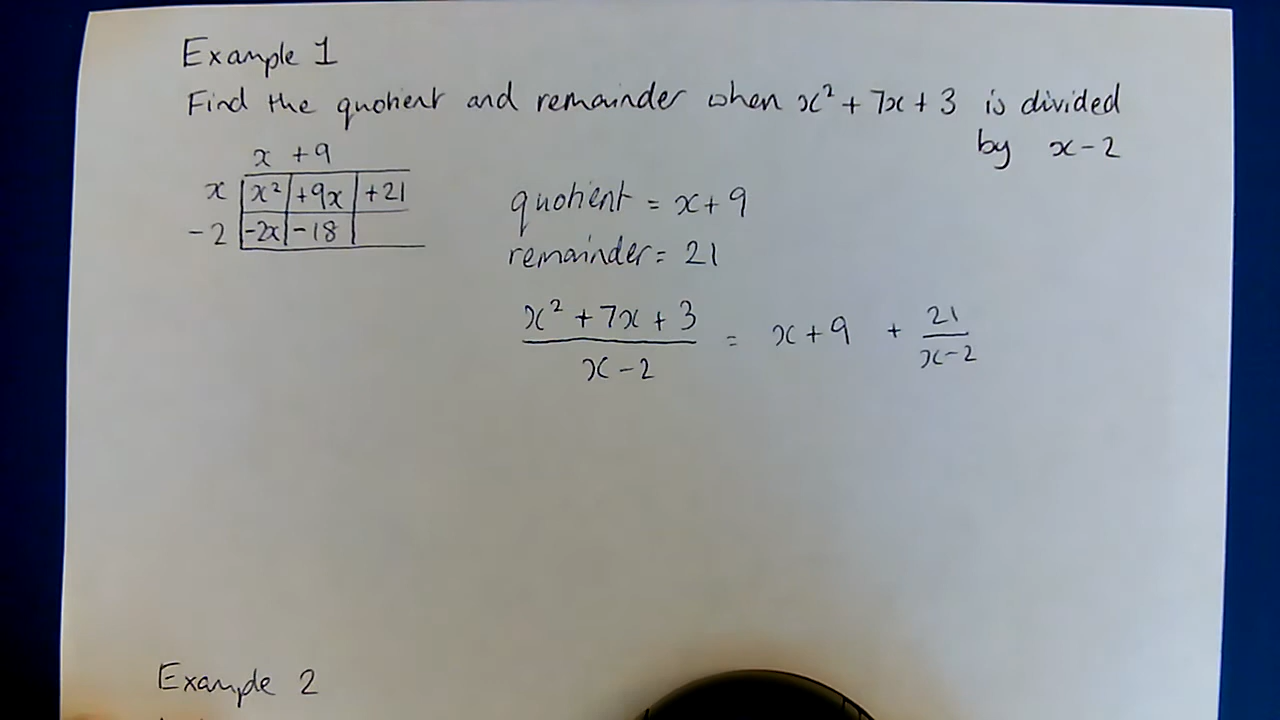 Example 1
Find the quotient and remainder when x² + 7x + 3 is divided
by x - 2
x +9
x x² +9x +21
-2 -2x -18
quotient = x + 9
remainder = 21
x² + 7x + 3
x - 2
= x + 9 + 21
x - 2
Example 2